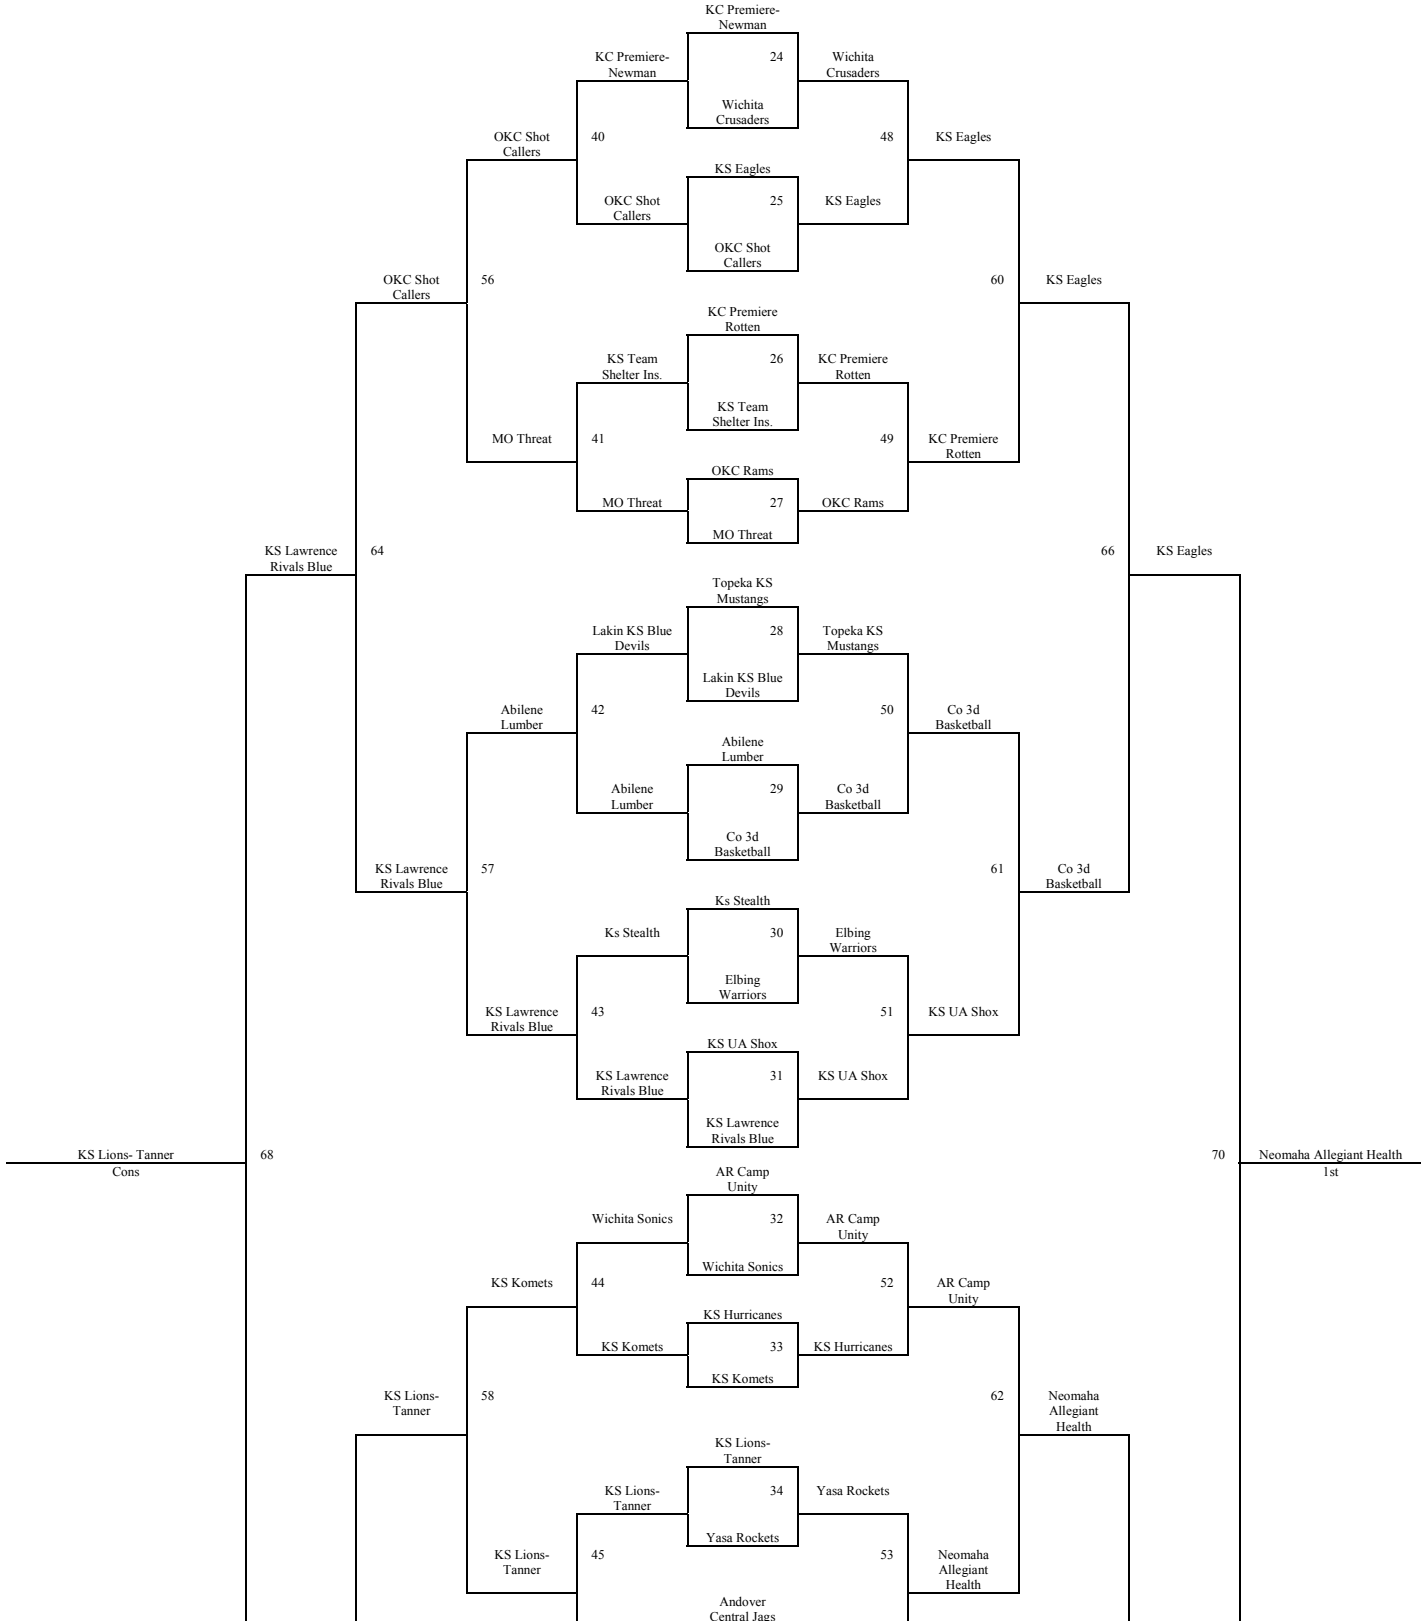 KC Premiere-
Newman
KC Premiere-
Newman
24
Wichita
Crusaders
Wichita
Crusaders
OKC Shot
Callers
40
48
KS Eagles
KS Eagles
OKC Shot
Callers
25
KS Eagles
OKC Shot
Callers
OKC Shot
Callers
56
60
KS Eagles
KC Premiere
Rotten
KS Team
Shelter Ins.
26
KC Premiere
Rotten
KS Team
Shelter Ins.
MO Threat
41
49
KC Premiere
Rotten
OKC Rams
MO Threat
27
OKC Rams
MO Threat
KS Lawrence
Rivals Blue
64
66
KS Eagles
Topeka KS
Mustangs
Lakin KS Blue
Devils
28
Topeka KS
Mustangs
Lakin KS Blue
Devils
Abilene
Lumber
42
50
Co 3d
Basketball
Abilene
Lumber
Abilene
Lumber
29
Co 3d
Basketball
Co 3d
Basketball
KS Lawrence
Rivals Blue
57
61
Co 3d
Basketball
Ks Stealth
Ks Stealth
30
Elbing
Warriors
Elbing
Warriors
KS Lawrence
Rivals Blue
43
51
KS UA Shox
KS UA Shox
KS Lawrence
Rivals Blue
31
KS UA Shox
KS Lawrence
Rivals Blue
KS Lions- Tanner
Cons
68
70
Neomaha Allegiant Health
1st
AR Camp
Unity
Wichita Sonics
32
AR Camp
Unity
Wichita Sonics
KS Komets
44
52
AR Camp
Unity
KS Hurricanes
KS Komets
33
KS Hurricanes
KS Komets
KS Lions-
Tanner
58
62
Neomaha
Allegiant
Health
KS Lions-
Tanner
KS Lions-
Tanner
34
Yasa Rockets
Yasa Rockets
KS Lions-
Tanner
45
53
Neomaha
Allegiant
Health
Andover
Central Jags